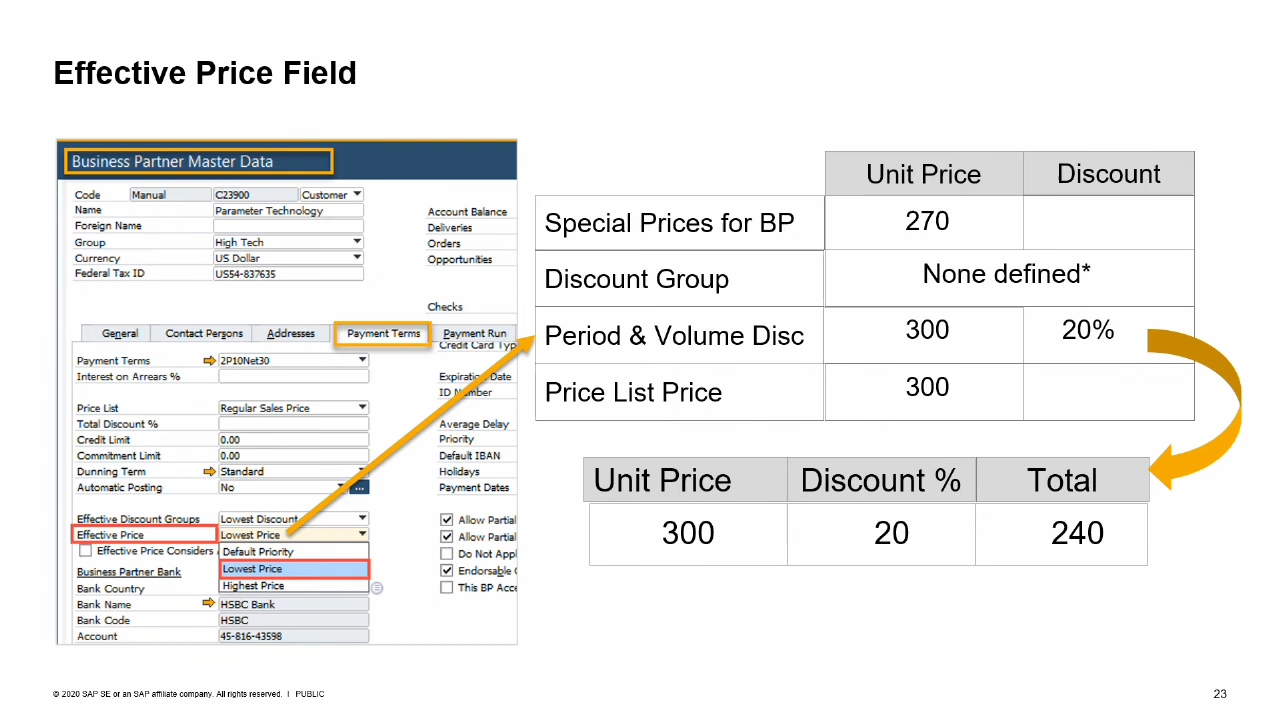 Effective Price Field
Business Partner Master Data
Code Manual C23900 Customer
Name Parameter Technology
Foreign Name
Group High Tech
Currency US Dollar
Federal Tax ID US54-837635
Account Balance
Deliveries
Orders
Opportunities
Checks
General Contact Persons Addresses Payment Terms Payment Run
Payment Terms 2P10Net30
Interest on Arrears %
Price List Regular Sales Price
Total Discount %
Credit Limit 0.00
Commitment Limit 0.00
Dunning Term Standard
Automatic Posting No ...
Effective Discount Groups Lowest Discount
Effective Price Lowest Price
Effective Price Considers
Default Priority
Lowest Price
Highest Price
Business Partner Bank
Bank Country
Bank Name HSBC Bank
Bank Code HSBC
Account 45-816-43598
Credit Card Typ
Expiration Date
ID Number
Average Delay
Priority
Default IBAN
Holidays
Payment Dates
Allow Partial
Allow Partial
Do Not Appl
Endorsable
This BP Acce
Unit Price Discount
Special Prices for BP 270
Discount Group None defined*
Period & Volume Disc 300 20%
Price List Price 300
Unit Price Discount % Total
300 20 240
© 2020 SAP SE or an SAP affiliate company. All rights reserved. I PUBLIC
23